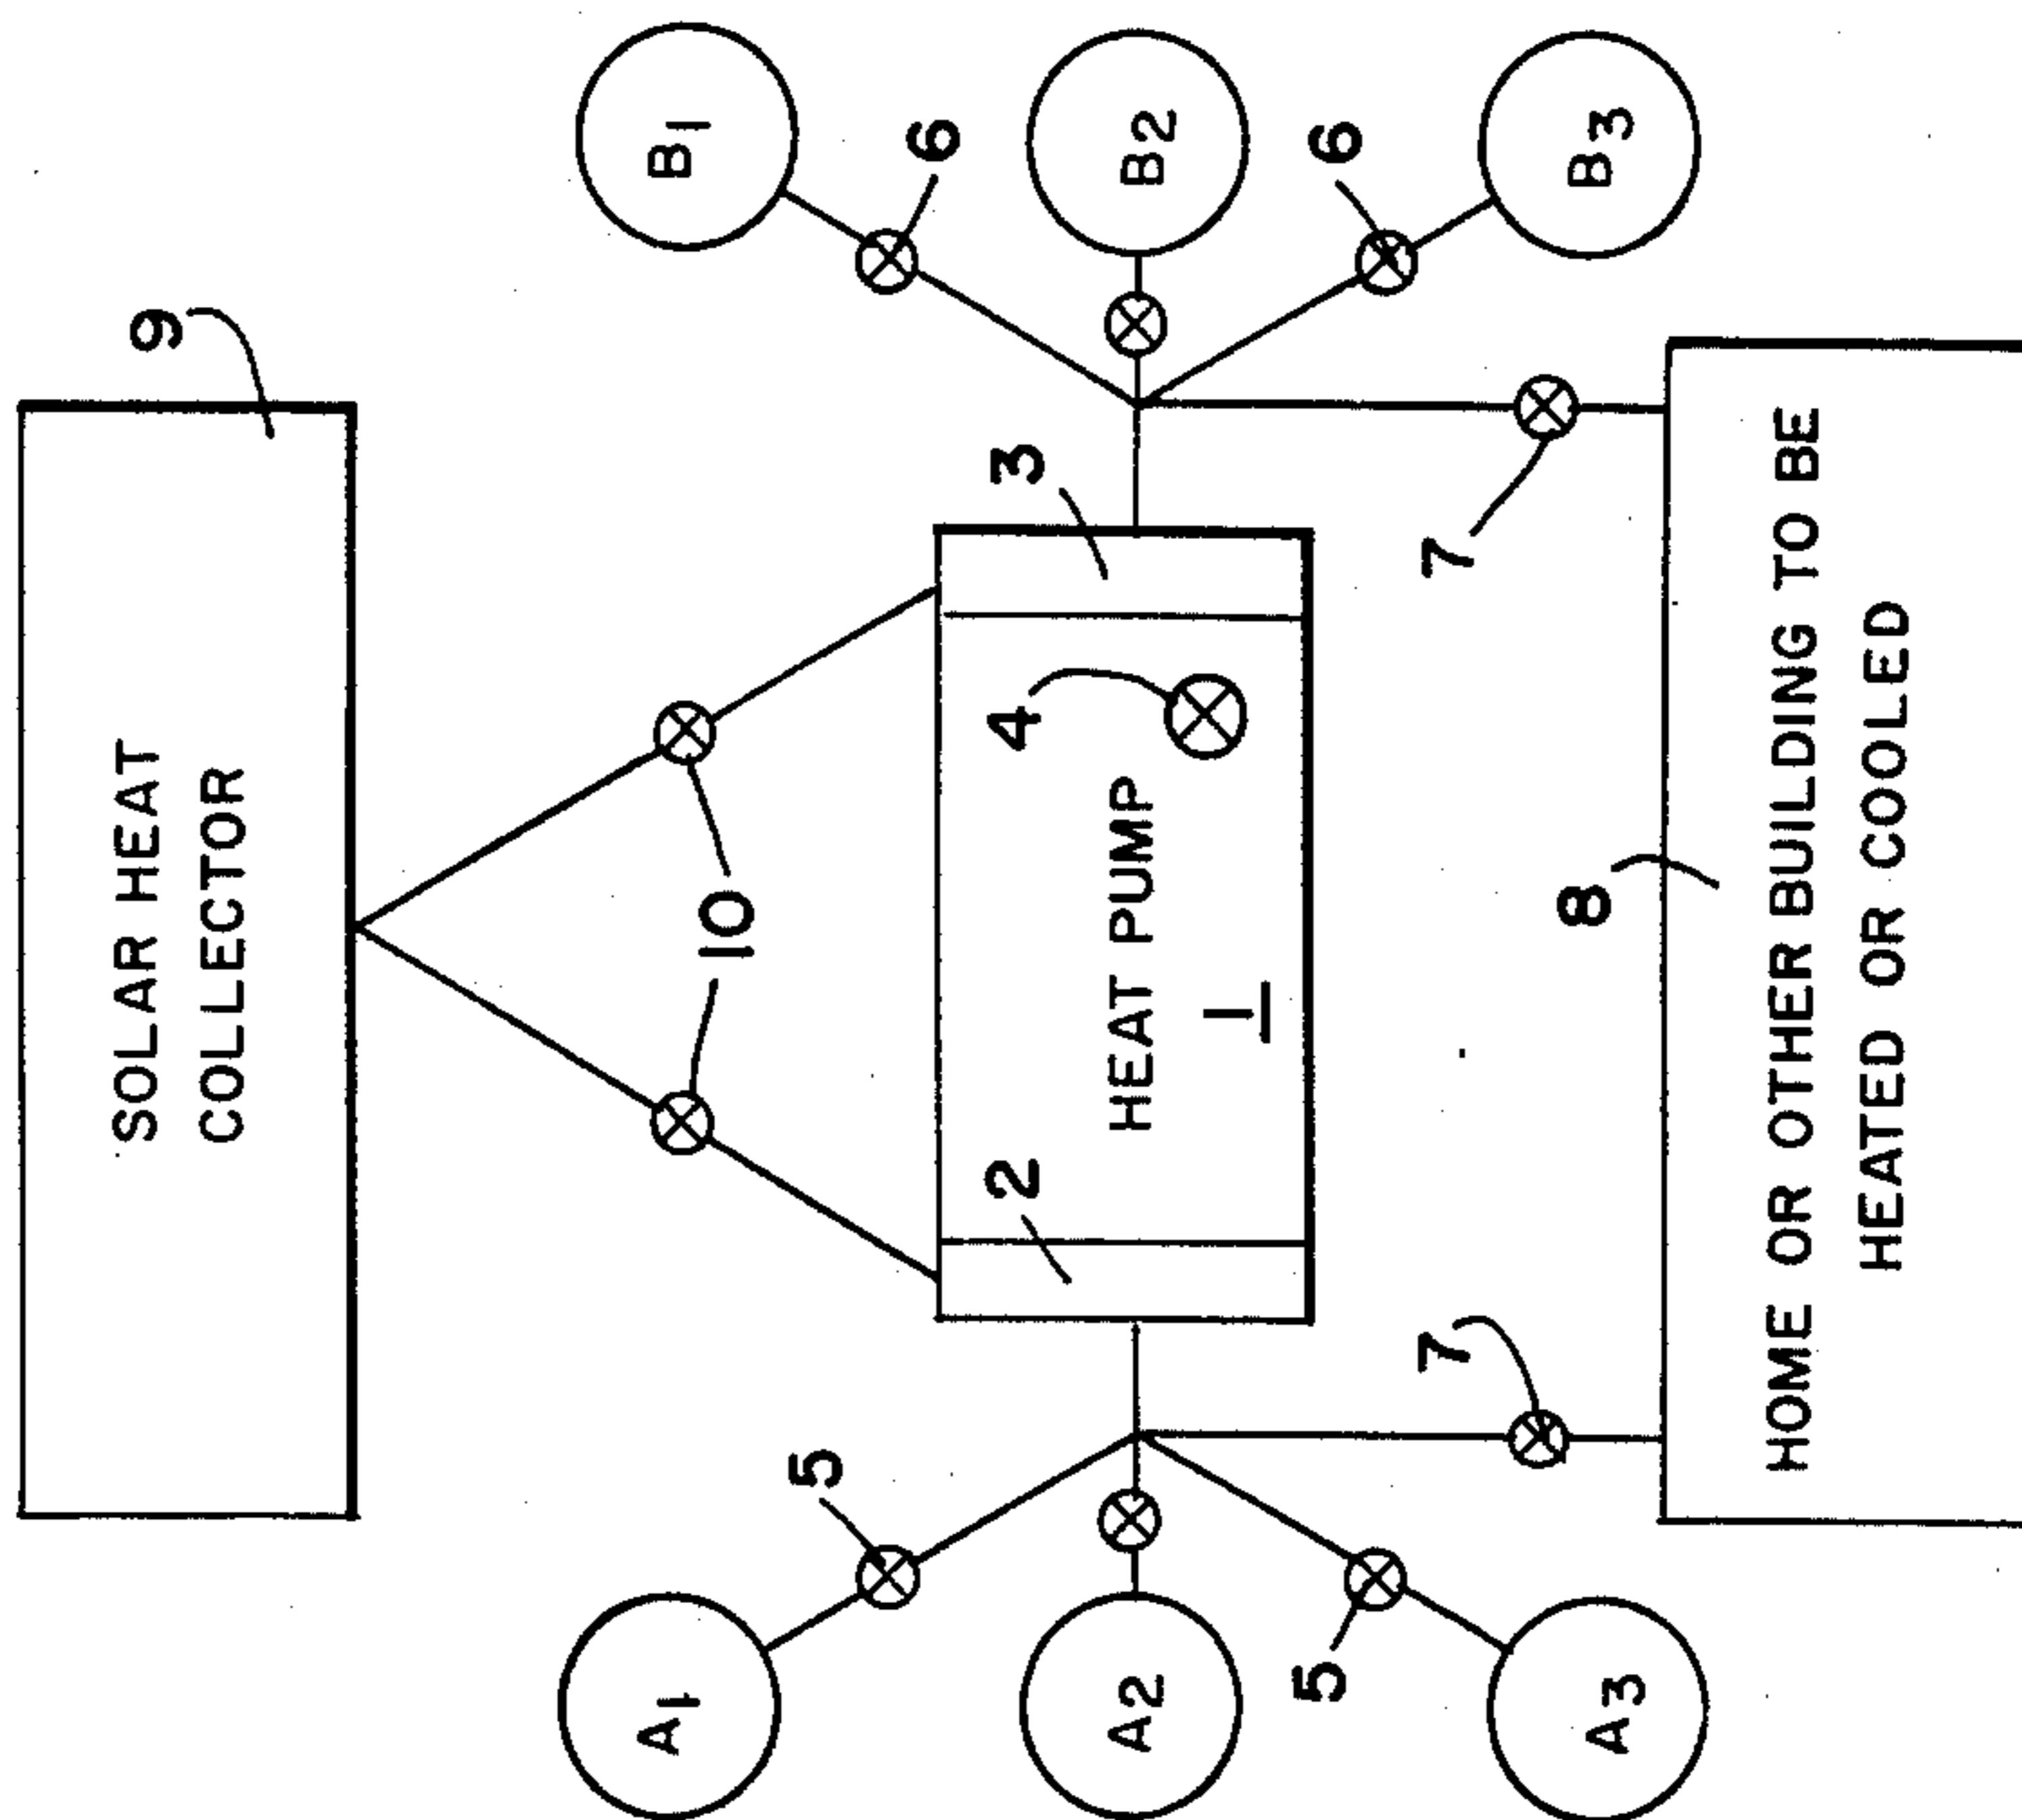 SOLAR HEAT
COLLECTOR
9
10
A1
5
B1
6
2
3
A2
HEAT PUMP
4
B2
1
5
6
7
7
A3
8
B3
HOME OR OTHER BUILDING TO BE
HEATED OR COOLED